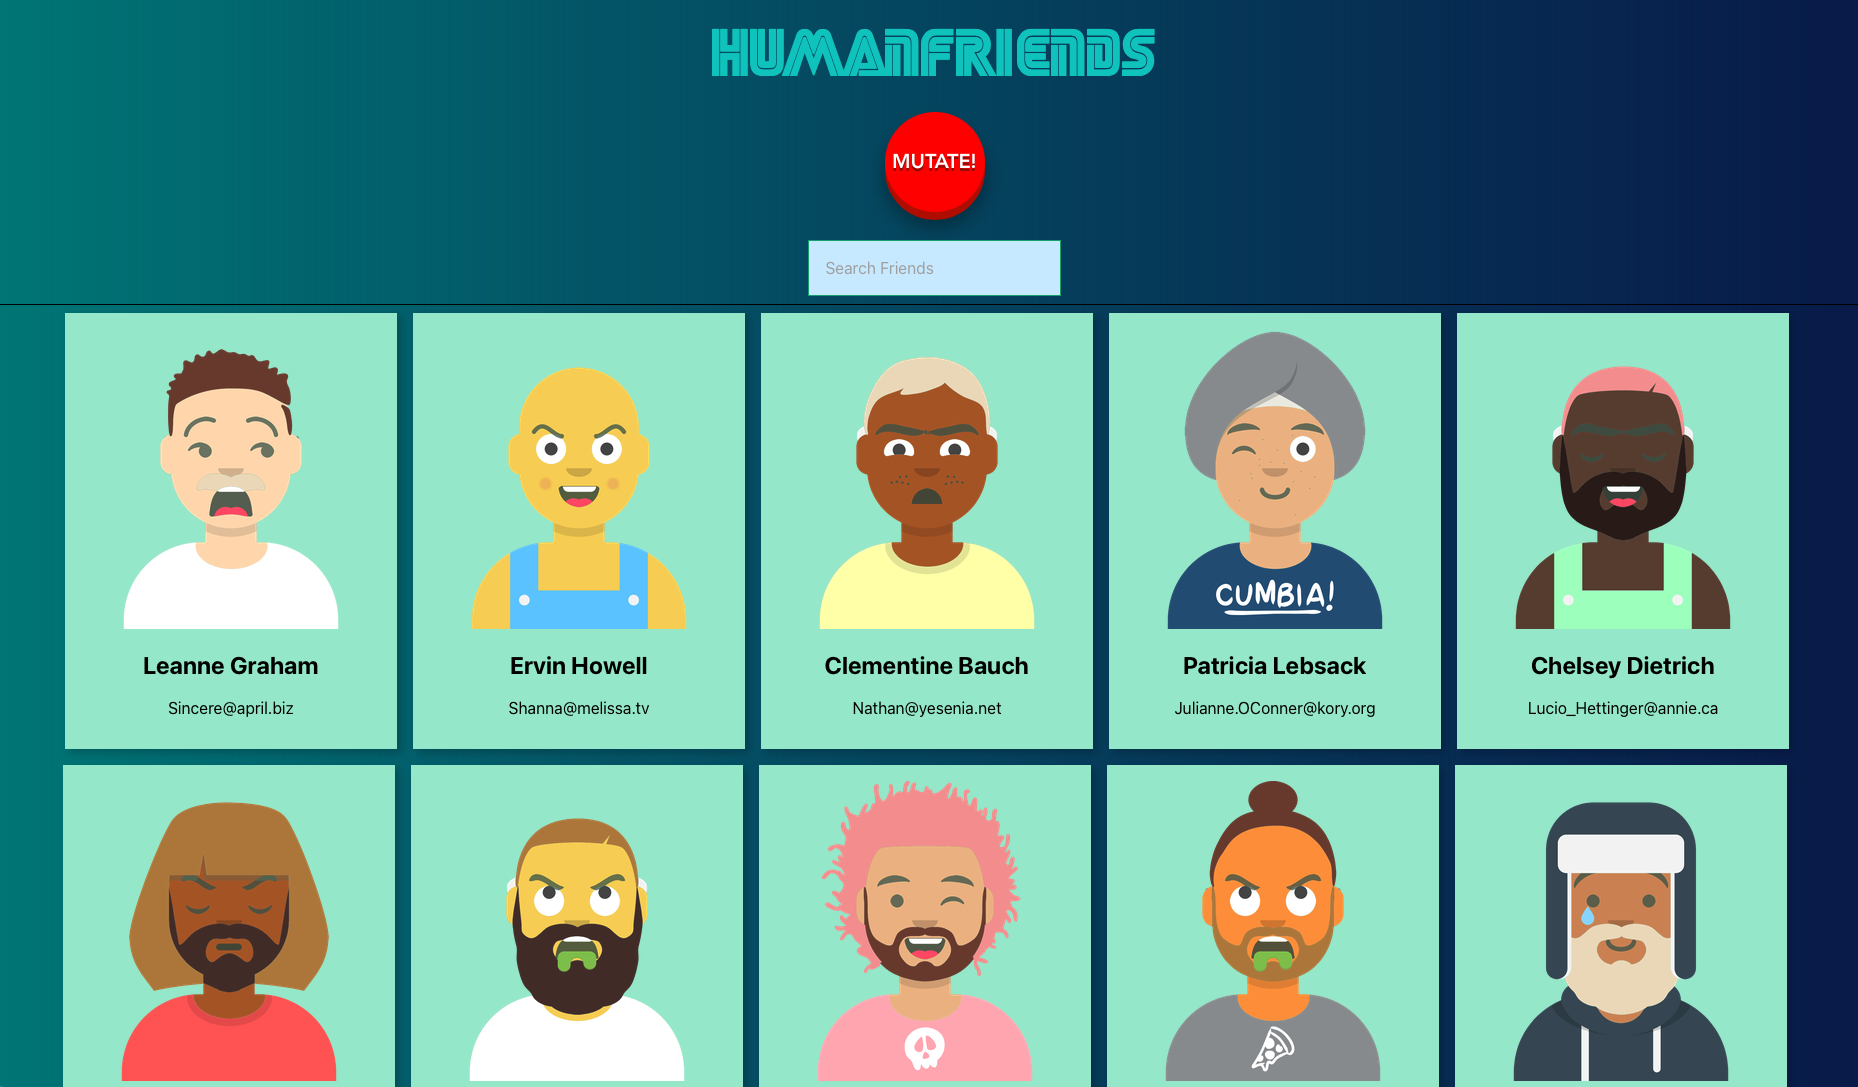 HUMANFRIENDS
MUTATE!
Search Friends
CUMBIA!
Leanne Graham
Ervin Howell
Clementine Bauch
Patricia Lebsack
Chelsey Dietrich
Sincere@april.biz
Shanna@melissa.tv
Nathan@yesenia.net
Julianne.OConner@kory.org
Lucio_Hettinger@annie.ca